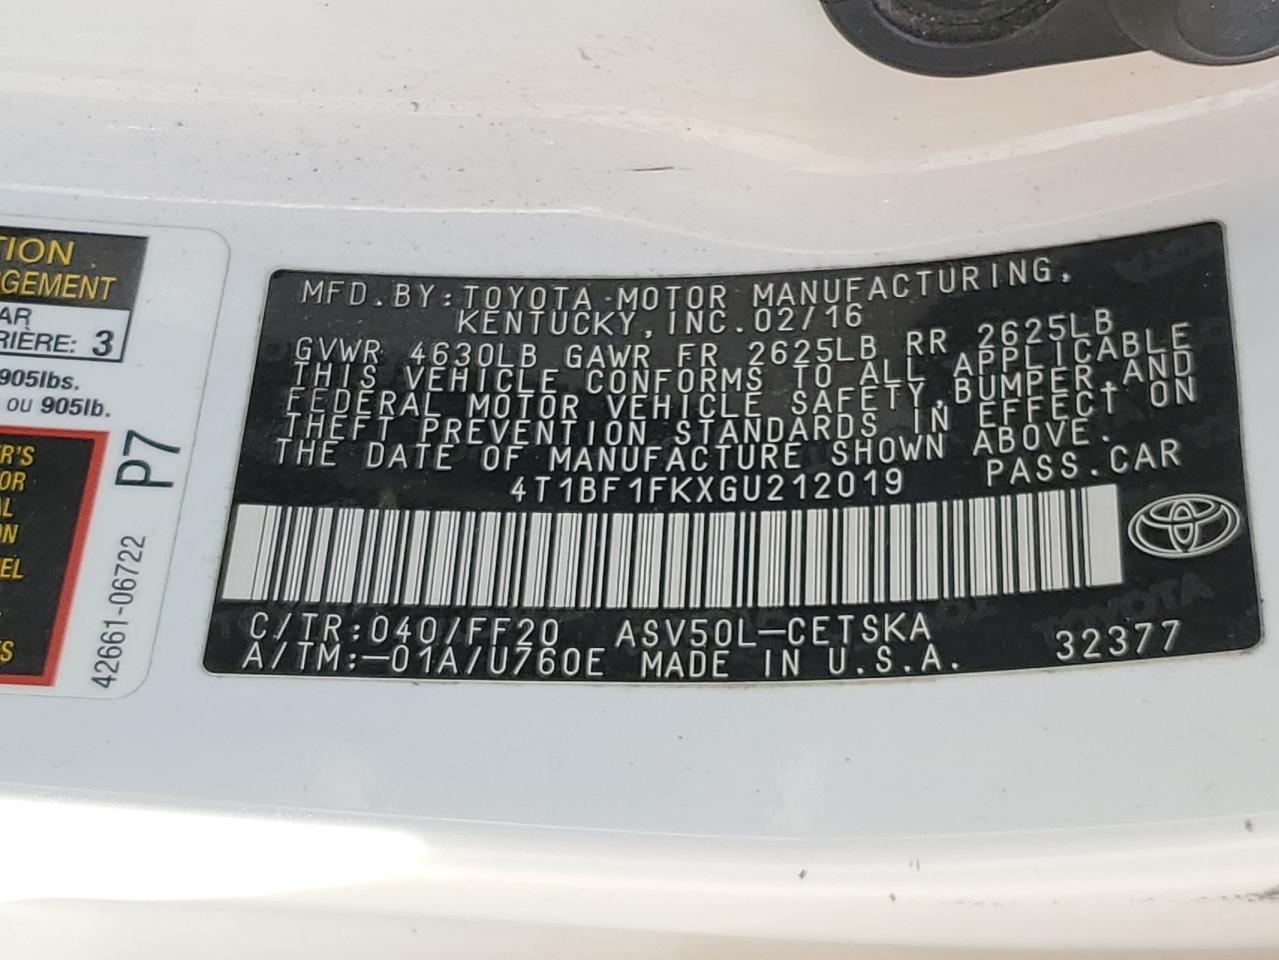 TION
GEMENT
AR
RIÈRE: 3
905lbs.
ou 905lb.
R'S
OR
AL
ON
EL
S
P7
42661-06722
MFD.BY:TOYOTA MOTOR MANUFACTURING,
KENTUCKY,INC.02/16
GVWR 4630LB GAWR FR 2625LB RR 2625LB
THIS VEHICLE CONFORMS TO ALL APPLICABLE
FEDERAL MOTOR VEHICLE SAFETY,BUMPER,AND
THEFT PREVENTION STANDARDS IN EFFECT ON
THE DATE OF MANUFACTURE SHOWN ABOVE.
4T1BF1FKXGU212019 PASS.CAR
C/TR:040/FF20 ASV50L-CETSKA
A/TM:-01A/U760E MADE IN U.S.A. 32377